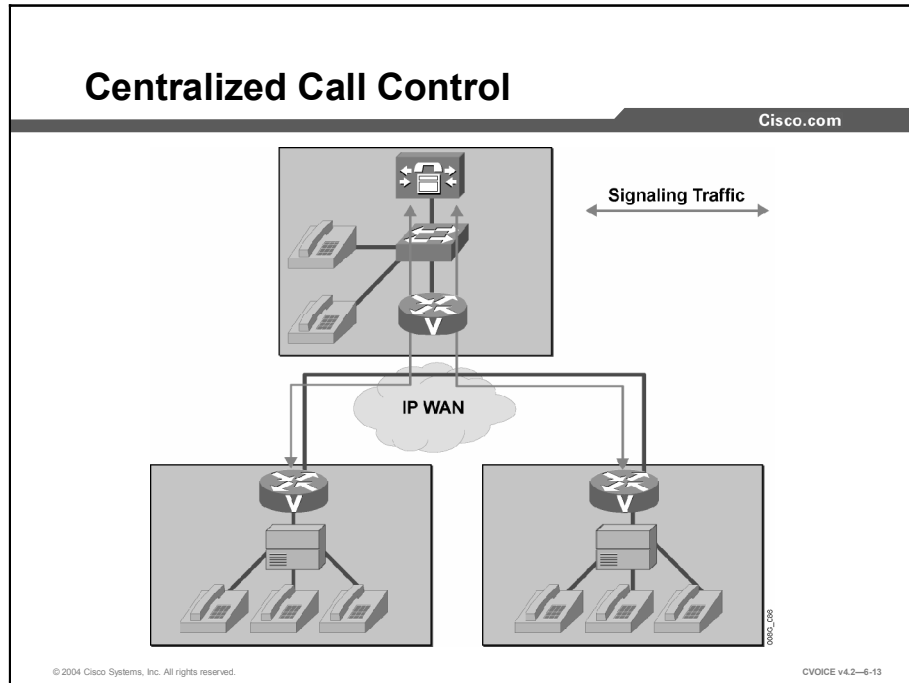 Centralized Call Control
Cisco.com
Signaling Traffic
V
IP WAN
V
V
© 2004 Cisco Systems, Inc. All rights reserved.
CVOICE v4.2—6-13